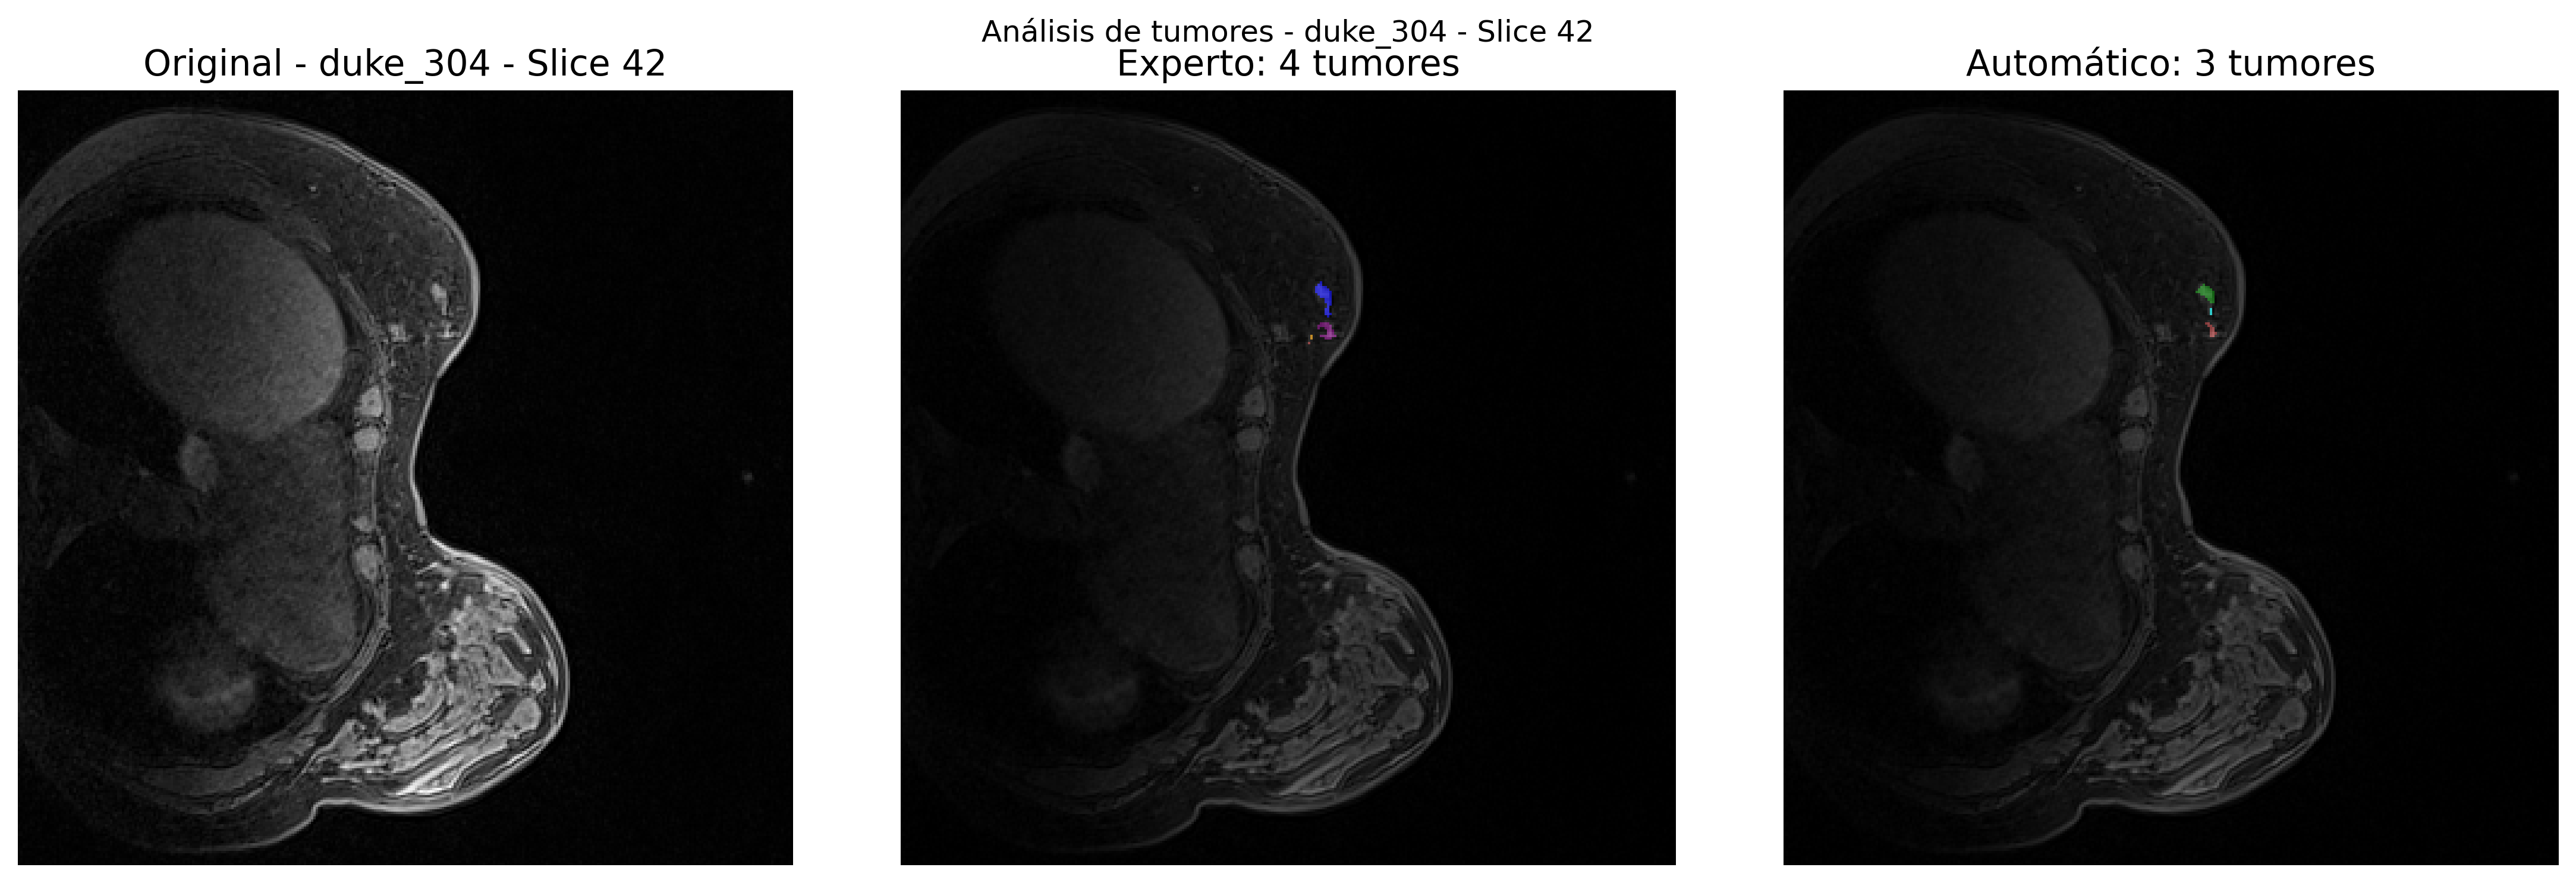 Análisis de tumores - duke_304 - Slice 42
Original - duke_304 - Slice 42
Experto: 4 tumores
Automático: 3 tumores